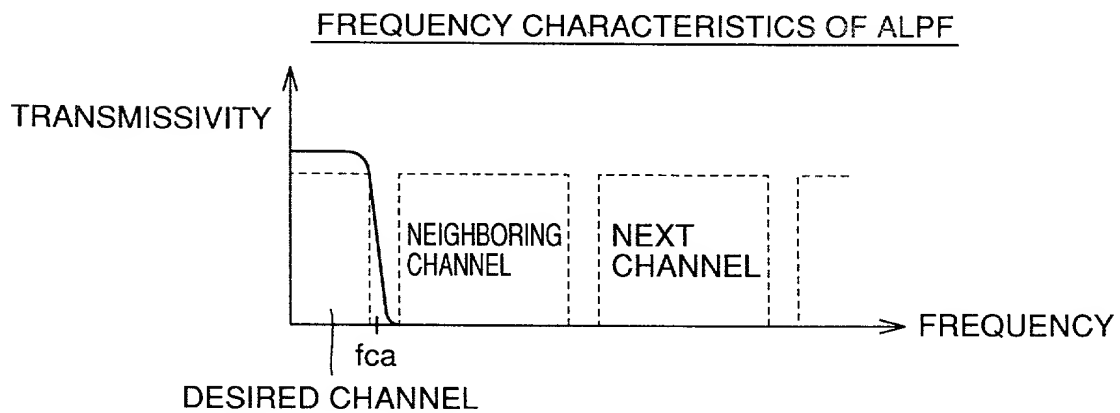 FREQUENCY CHARACTERISTICS OF ALPF
TRANSMISSIVITY
NEIGHBORING
CHANNEL
NEXT
CHANNEL
FREQUENCY
fca
DESIRED CHANNEL